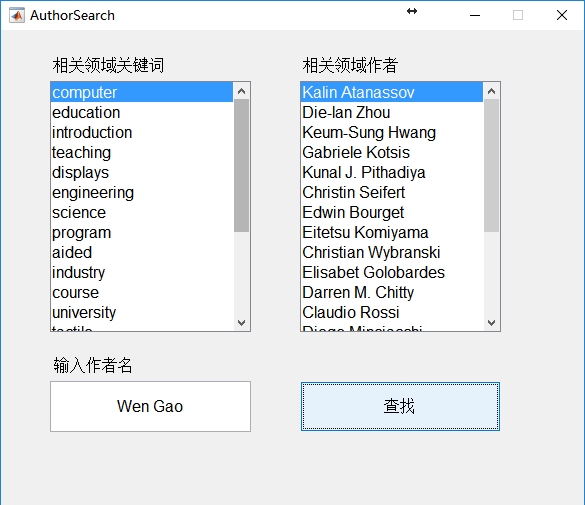 AuthorSearch
相关领域关键词
computer
education
introduction
teaching
displays
engineering
science
program
aided
industry
course
university
tactile
相关领域作者
Kalin Atanassov
Die-lan Zhou
Keum-Sung Hwang
Gabriele Kotsis
Kunal J. Pithadiya
Christin Seifert
Edwin Bourget
Eitetsu Komiyama
Christian Wybranski
Elisabet Golobardes
Darren M. Chitty
Claudio Rossi
输入作者名
Wen Gao
查找